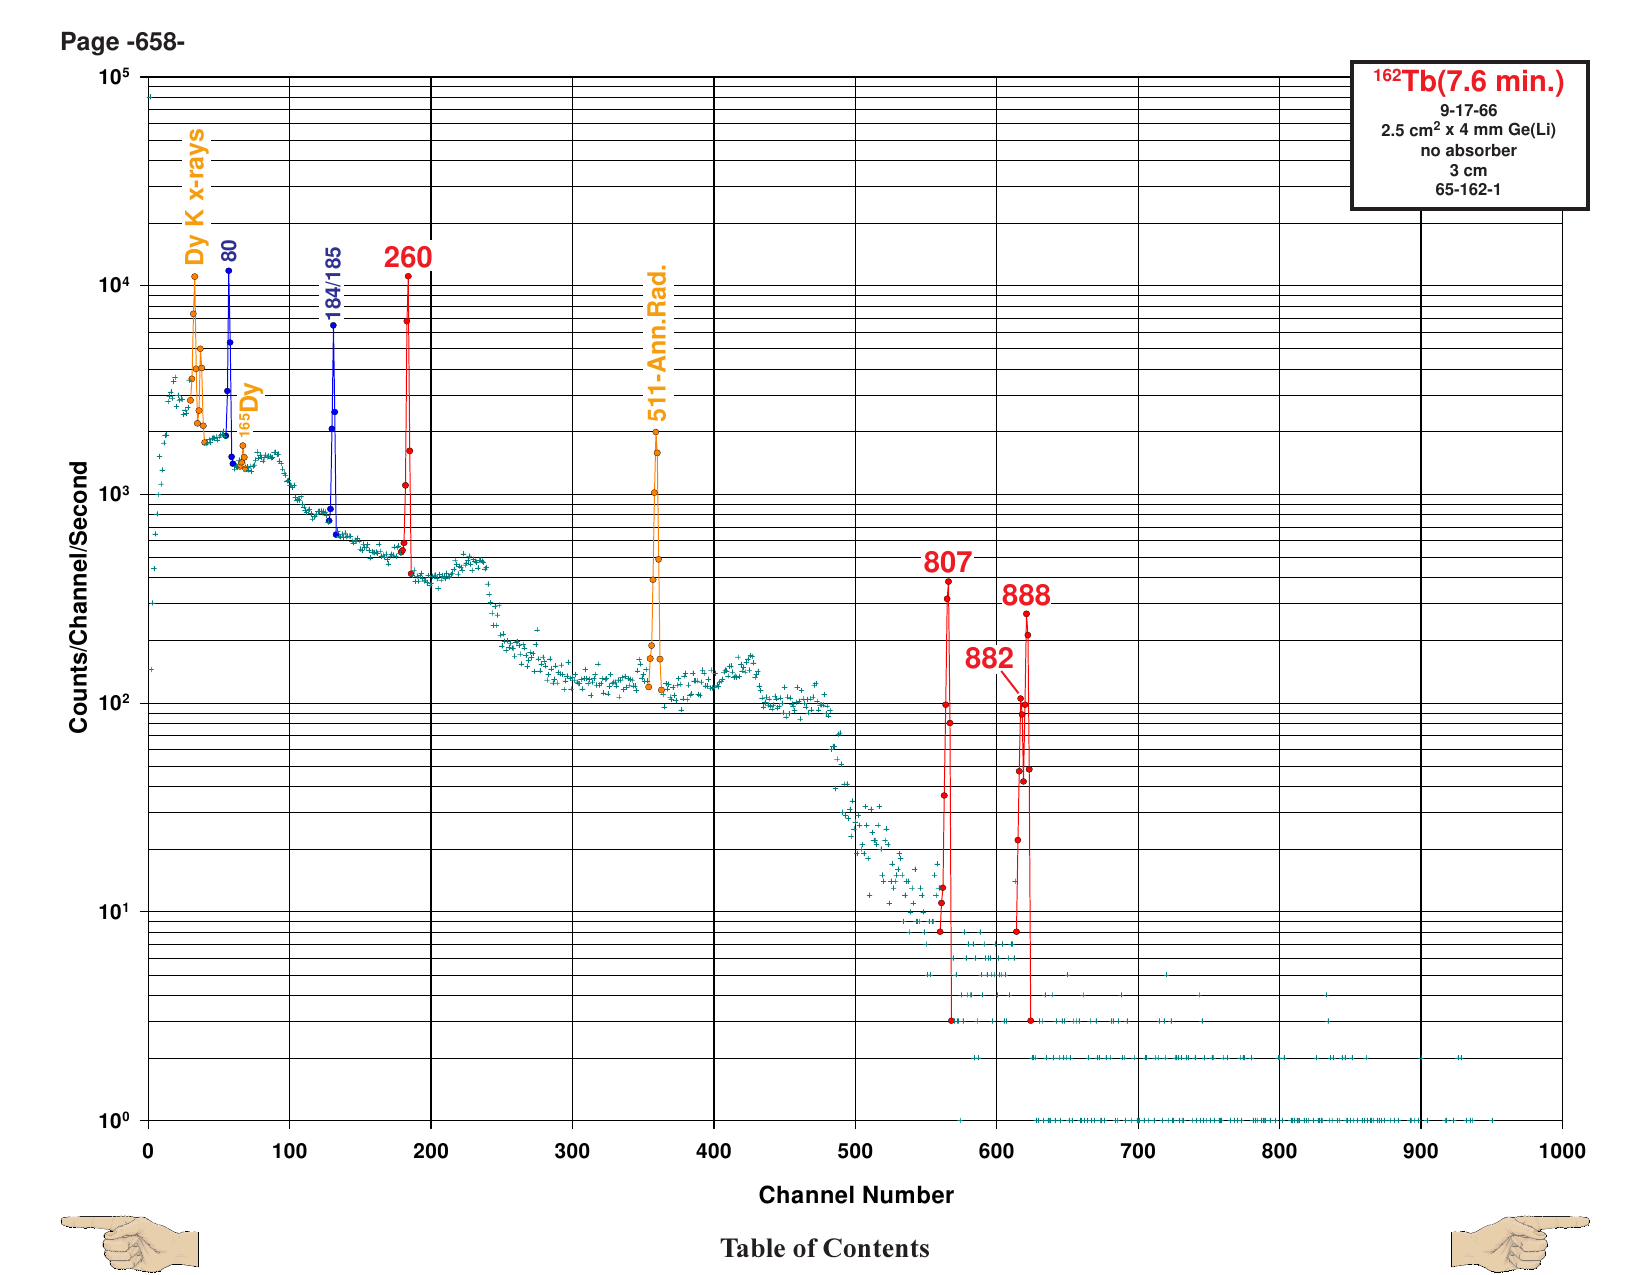 Page -658-
¹⁶²Tb(7.6 min.)
9-17-66
2.5 cm² x 4 mm Ge(Li)
no absorber
3 cm
65-162-1
10⁵
10⁴
10³
10²
10¹
10⁰
Counts/Channel/Second
Dy K x-rays
80
¹⁶⁵Dy
184/185
260
511-Ann.Rad.
807
888
882
0 100 200 300 400 500 600 700 800 900 1000
Channel Number
Table of Contents